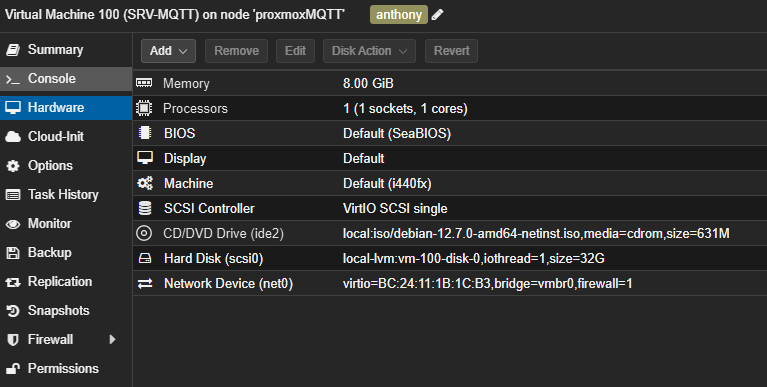 Virtual Machine 100 (SRV-MQTT) on node 'proxmoxMQTT' anthony
Summary
Console
Hardware
Cloud-Init
Options
Task History
Monitor
Backup
Replication
Snapshots
Firewall
Permissions
Add Remove Edit Disk Action Revert
Memory 8.00 GiB
Processors 1 (1 sockets, 1 cores)
BIOS Default (SeaBIOS)
Display Default
Machine Default (i440fx)
SCSI Controller VirtIO SCSI single
CD/DVD Drive (ide2) local:iso/debian-12.7.0-amd64-netinst.iso,media=cdrom,size=631M
Hard Disk (scsi0) local-lvm:vm-100-disk-0,iothread=1,size=32G
Network Device (net0) virtio=BC:24:11:1B:1C:B3,bridge=vmbr0,firewall=1